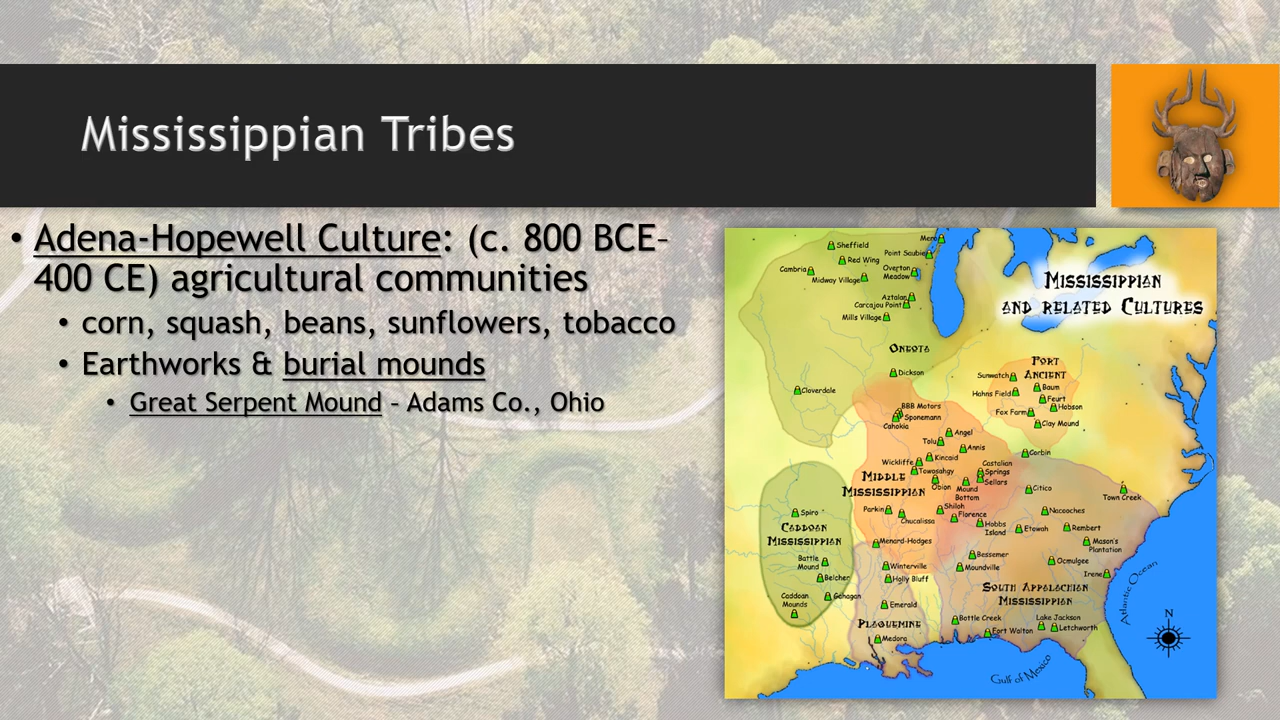 Mississippian Tribes
• Adena-Hopewell Culture: (c. 800 BCE–
400 CE) agricultural communities
• corn, squash, beans, sunflowers, tobacco
• Earthworks & burial mounds
• Great Serpent Mound – Adams Co., Ohio
Mississippian
and related Cultures
Mero
Sheffield
Point Sauble
Red Wing
Cambria
Overton
Meadow
Midway Village
Aztalan
Carcajou Point
Mills Village
Oneota
Fort
Ancient
Dickson
Sunwatch
Baum
Cloverdale
Hahns Field
Feurt
Hobson
BBB Motors
Fox Farm
Sponemann
Clay Mound
Cahokia
Angel
Tolu
Annis
Corbin
Kincaid
Wickliffe
Castalian
Springs
Towosahgy
Sellars
Middle
Mississippian
Obion
Mound
Bottom
Citico
Town Creek
Spiro
Parkin
Shiloh
Nacooches
Chucalissa
Florence
Caddoan
Mississippian
Hobbs
Island
Etowah
Rembert
Menard-Hodges
Mason's
Plantation
Battle
Mound
Bessemer
Winterville
Moundville
Ocmulgee
Irene
Belcher
Holly Bluff
South Appalachian
Mississippian
Caddoan
Mounds
Gahagan
Emerald
Plaquemine
Bottle Creek
Lake Jackson
Fort Walton
Letchworth
Medora
Atlantic Ocean
N
Gulf of Mexico